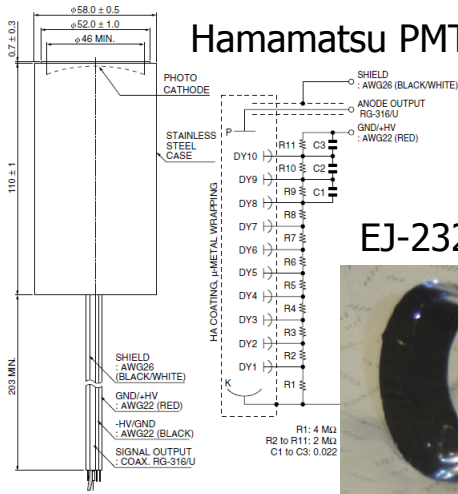 Hamamatsu PMT
φ58.0 ± 0.5
φ52.0 ± 1.0
φ46 MIN.
0.7 ± 0.3
PHOTO
CATHODE
STAINLESS
STEEL
CASE
110 ± 1
203 MIN.
SHIELD
: AWG26
(BLACK/WHITE)
GND/+HV
: AWG22 (RED)
-HV/GND
: AWG22 (BLACK)
SIGNAL OUTPUT
: COAX. RG-316/U
SHIELD
: AWG26 (BLACK/WHITE)
ANODE OUTPUT
RG-316/U
GND/+HV
: AWG22 (RED)
HA COATING, μ-METAL WRAPPING
P
R11 C3
DY10
R10 C2
DY9
R9 C1
DY8
R8
DY7
R7
DY6
R6
DY5
R5
DY4
R4
DY3
R3
DY2
R2
DY1
K
R1
R1: 4 MΩ
R2 to R11: 2 MΩ
C1 to C3: 0.022
EJ-232